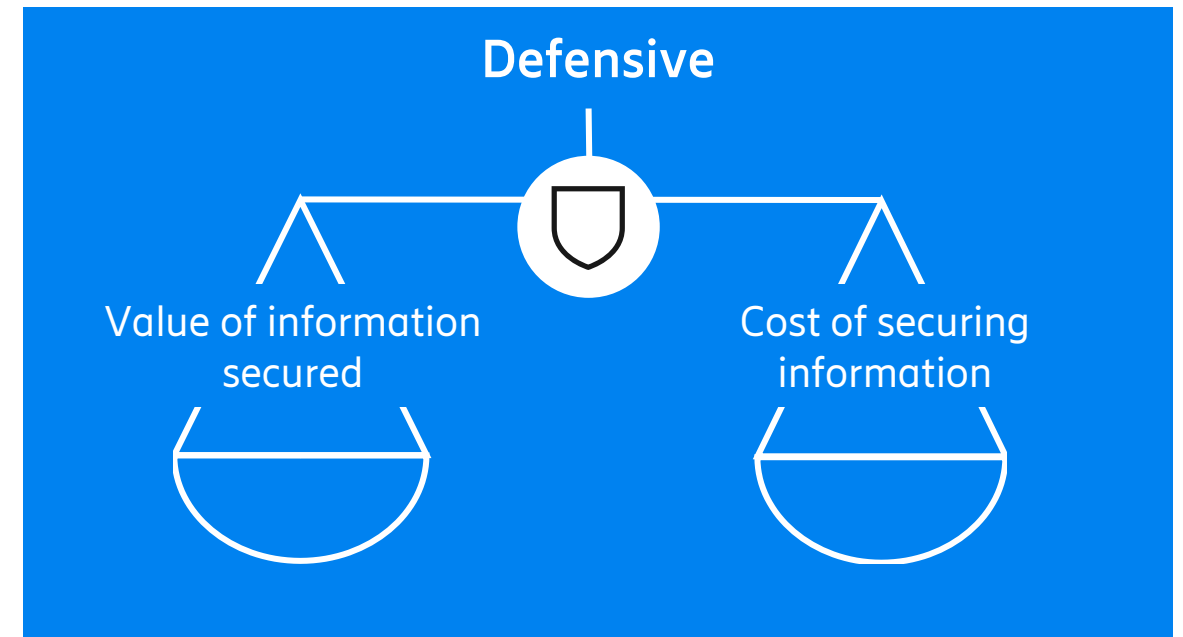 Defensive
Value of information
secured
Cost of securing
information